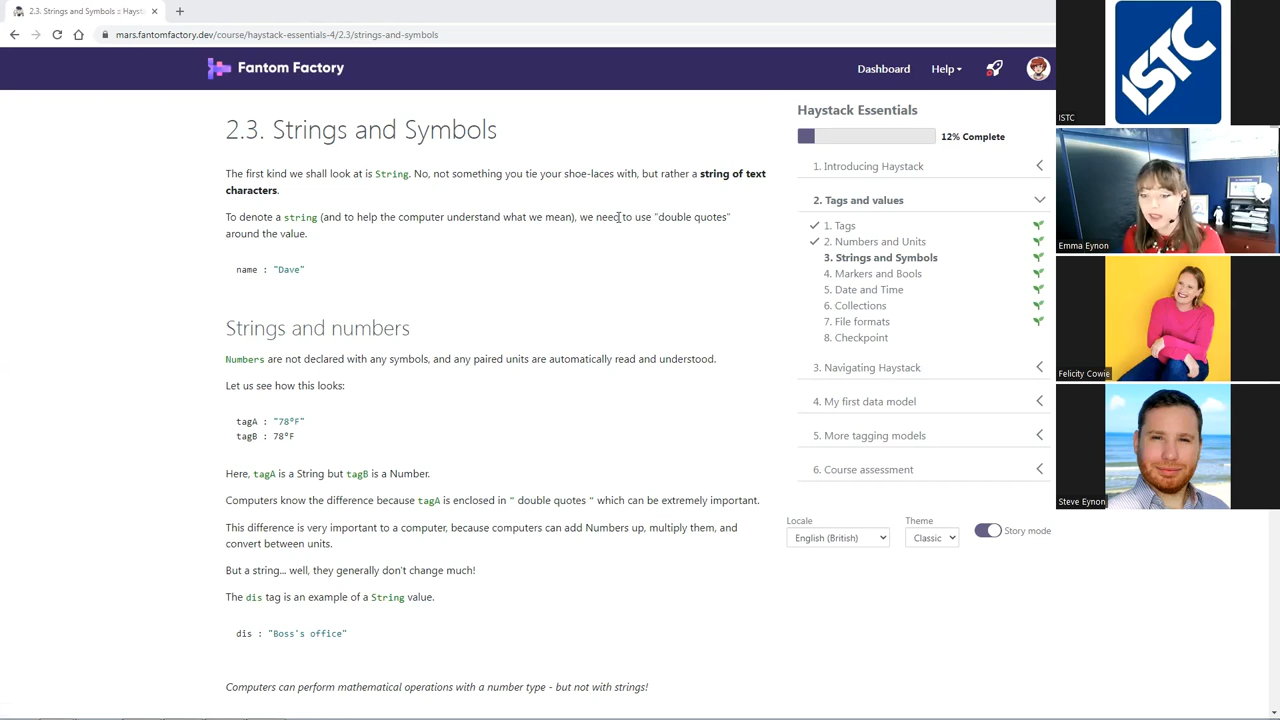 2.3. Strings and Symbols :: Hayst
mars.fantomfactory.dev/course/haystack-essentials-4/2.3/strings-and-symbols
Fantom Factory
Dashboard
Help
2.3. Strings and Symbols
The first kind we shall look at is String. No, not something you tie your shoe-laces with, but rather a string of text
characters.
To denote a string (and to help the computer understand what we mean), we need to use "double quotes"
around the value.
name : "Dave"
Strings and numbers
Numbers are not declared with any symbols, and any paired units are automatically read and understood.
Let us see how this looks:
tagA : "78°F"
tagB : 78°F
Here, tagA is a String but tagB is a Number.
Computers know the difference because tagA is enclosed in " double quotes " which can be extremely important.
This difference is very important to a computer, because computers can add Numbers up, multiply them, and
convert between units.
But a string... well, they generally don't change much!
The dis tag is an example of a String value.
dis : "Boss's office"
Computers can perform mathematical operations with a number type - but not with strings!
Haystack Essentials
12% Complete
1. Introducing Haystack
2. Tags and values
1. Tags
2. Numbers and Units
3. Strings and Symbols
4. Markers and Bools
5. Date and Time
6. Collections
7. File formats
8. Checkpoint
3. Navigating Haystack
4. My first data model
5. More tagging models
6. Course assessment
Locale
English (British)
Theme
Classic
Story mode
ISTC
ISTC
Emma Eynon
Felicity Cowie
Steve Eynon